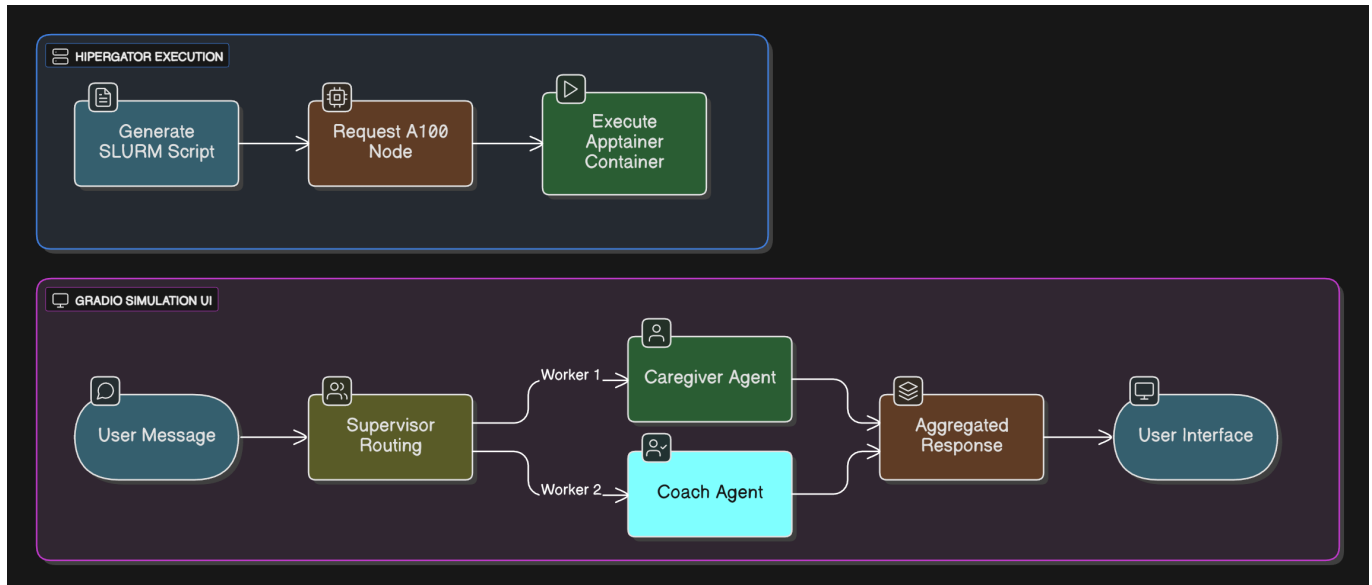 HIPERGATOR EXECUTION
Generate
SLURM Script
Request A100
Node
Execute
Apptainer
Container
GRADIO SIMULATION UI
User Message
Supervisor
Routing
Worker 1
Caregiver Agent
Worker 2
Coach Agent
Aggregated
Response
User Interface